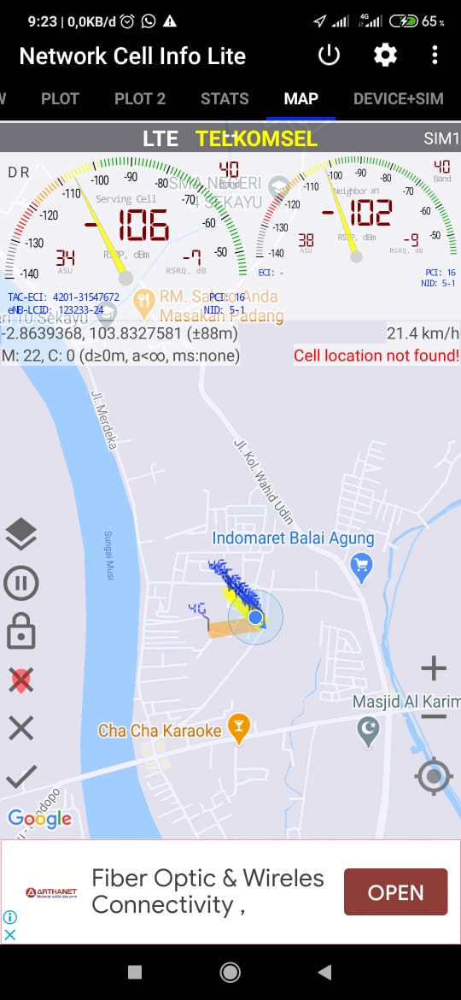 9:23 | 0,0KB/d
4G
65%
Network Cell Info Lite
W PLOT PLOT 2 STATS MAP DEVICE+SIM
LTE TELKOMSEL SIM1
D R
-140 -130 -120 -110 -100 -90 -80 -70 -60 -50
Serving Cell
40
Band
-106
RSRP, dBm
34
ASU
-7
RSRQ, dB
TAC-ECI: 4201-31547672
PCI: 16
eNB-LCID: 123233-24
NID: 5-1
-140 -130 -120 -110 -100 -90 -80 -70 -60 -50
Neighbor #1
40
Band
-102
RSRP, dBm
38
ASU
-9
RSRQ, dB
ECI: -
PCI: 16
NID: 5-1
SMA NEGERI
4 SEKAYU
RM. Salero Anda
Masakan Padang
eri 10 Sekayu
-2.8639368, 103.8327581 (±88m)
21.4 km/h
M: 22, C: 0 (d≥0m, a<∞, ms:none)
Cell location not found!
Jl. Merdeka
Jl. Kol. Wahid Udin
Sungai Musi
Indomaret Balai Agung
4G
Masjid Al Karim
Cha Cha Karaoke
Google
ARTHANET
Fiber Optic & Wireles
Connectivity ,
OPEN